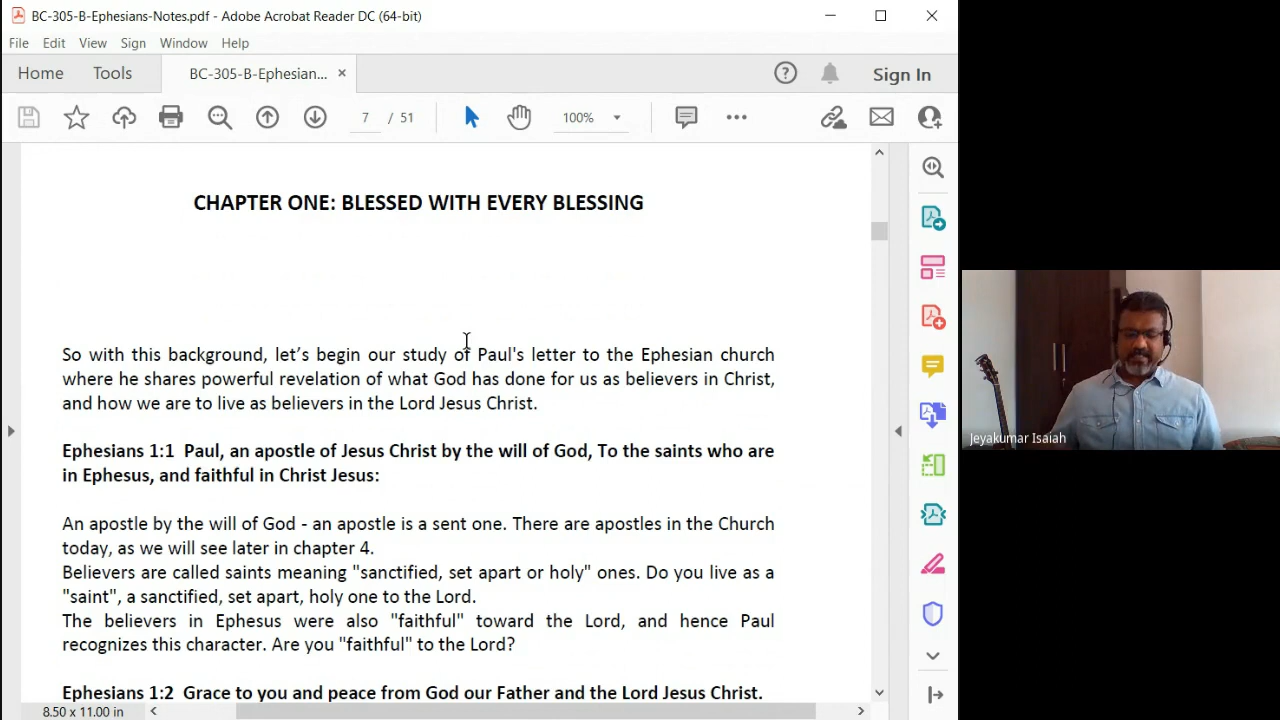 BC-305-B-Ephesians-Notes.pdf - Adobe Acrobat Reader DC (64-bit)
File Edit View Sign Window Help
Home Tools BC-305-B-Ephesian... × Sign In
7 / 51 100%
CHAPTER ONE: BLESSED WITH EVERY BLESSING
So with this background, let’s begin our study of Paul's letter to the Ephesian church
where he shares powerful revelation of what God has done for us as believers in Christ,
and how we are to live as believers in the Lord Jesus Christ.
Ephesians 1:1 Paul, an apostle of Jesus Christ by the will of God, To the saints who are
in Ephesus, and faithful in Christ Jesus:
An apostle by the will of God - an apostle is a sent one. There are apostles in the Church
today, as we will see later in chapter 4.
Believers are called saints meaning "sanctified, set apart or holy" ones. Do you live as a
"saint", a sanctified, set apart, holy one to the Lord.
The believers in Ephesus were also "faithful" toward the Lord, and hence Paul
recognizes this character. Are you "faithful" to the Lord?
Ephesians 1:2 Grace to you and peace from God our Father and the Lord Jesus Christ.
8.50 x 11.00 in
Jeyakumar Isaiah